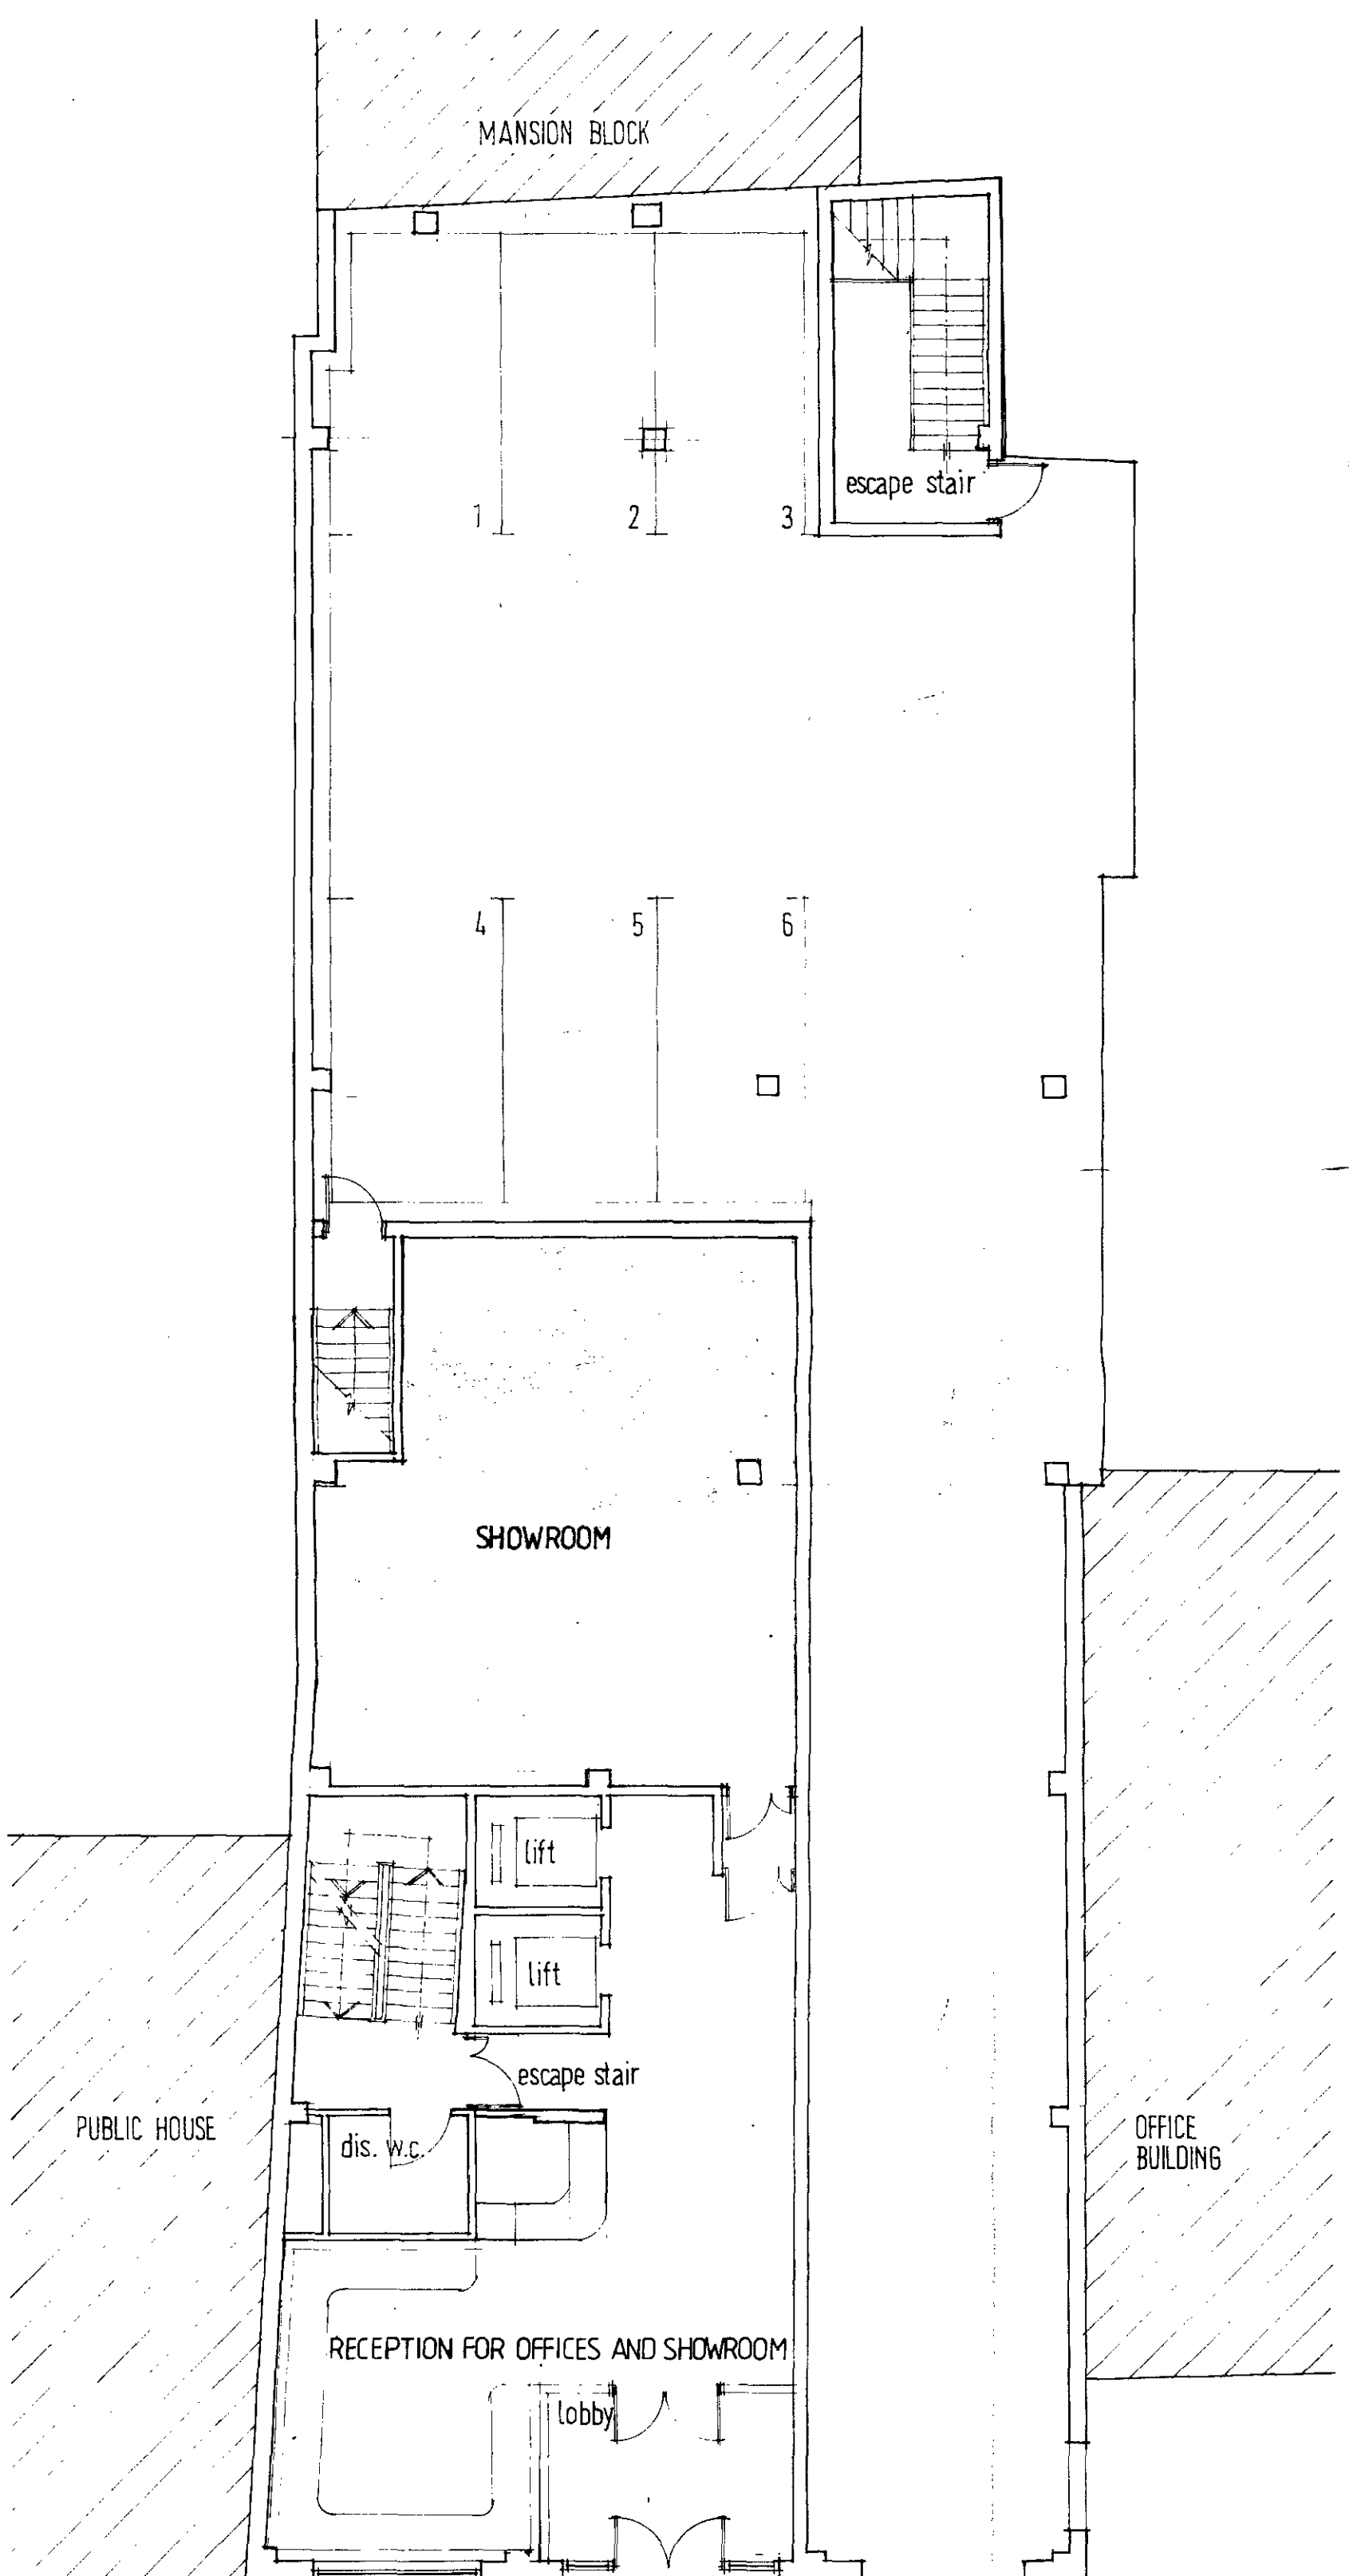 MANSION BLOCK
escape stair
1
2
3
4
5
6
SHOWROOM
lift
lift
escape stair
PUBLIC HOUSE
dis. w.c.
OFFICE
BUILDING
RECEPTION FOR OFFICES AND SHOWROOM
lobby